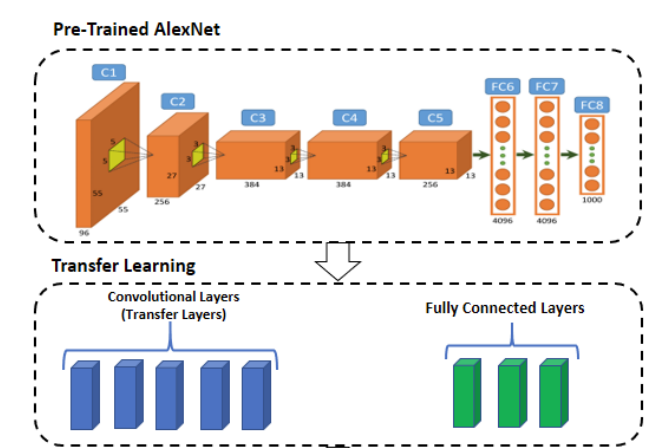 Pre-Trained AlexNet
C1
C2
C3
C4
C5
FC6
FC7
FC8
5
5
3
3
3
3
3
3
55
55
96
27
27
256
13
13
384
13
13
384
13
13
256
4096
4096
1000
Transfer Learning
Convolutional Layers
(Transfer Layers)
Fully Connected Layers